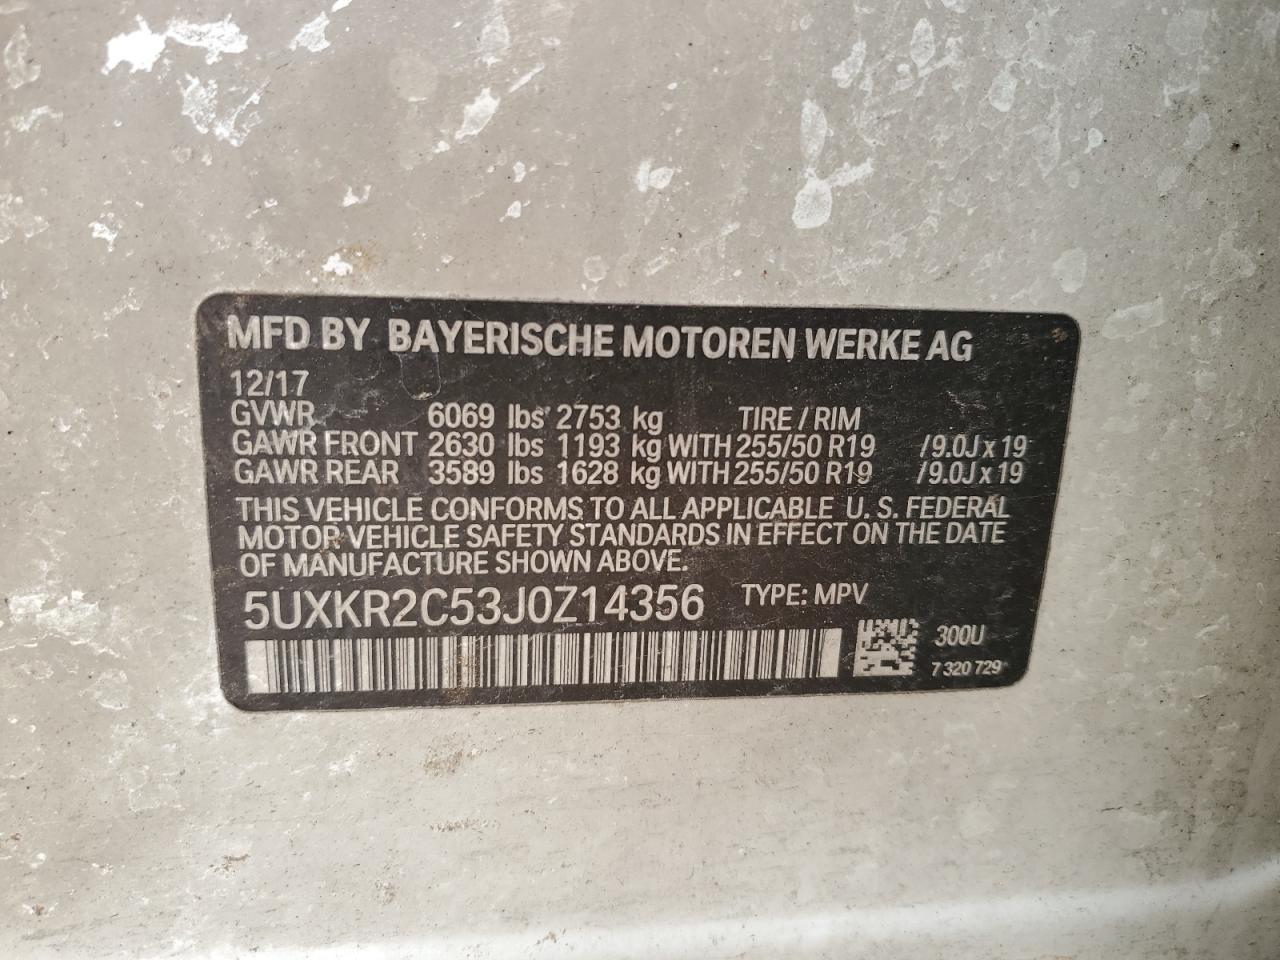 MFD BY BAYERISCHE MOTOREN WERKE AG
12/17
GVWR 6069 lbs 2753 kg TIRE / RIM
GAWR FRONT 2630 lbs 1193 kg WITH 255/50 R19 /9.0J x 19
GAWR REAR 3589 lbs 1628 kg WITH 255/50 R19 /9.0J x 19
THIS VEHICLE CONFORMS TO ALL APPLICABLE U. S. FEDERAL
MOTOR VEHICLE SAFETY STANDARDS IN EFFECT ON THE DATE
OF MANUFACTURE SHOWN ABOVE.
5UXKR2C53J0Z14356 TYPE: MPV
300U
7 320 729